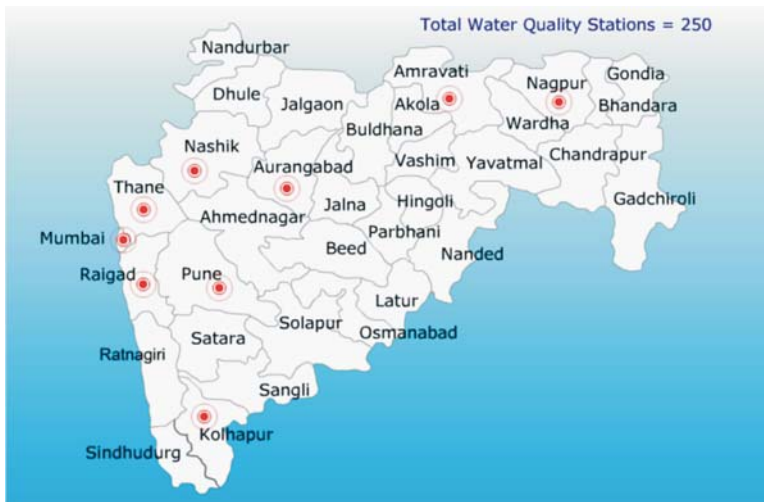 Total Water Quality Stations = 250
Nandurbar
Amravati
Gondia
Nagpur
Dhule
Jalgaon
Akola
Bhandara
Buldhana
Wardha
Nashik
Aurangabad
Vashim
Yavatmal
Chandrapur
Thane
Gadchiroli
Ahmednagar
Jalna
Hingoli
Mumbai
Parbhani
Beed
Nanded
Raigad
Pune
Latur
Solapur
Osmanabad
Satara
Ratnagiri
Sangli
Kolhapur
Sindhudurg